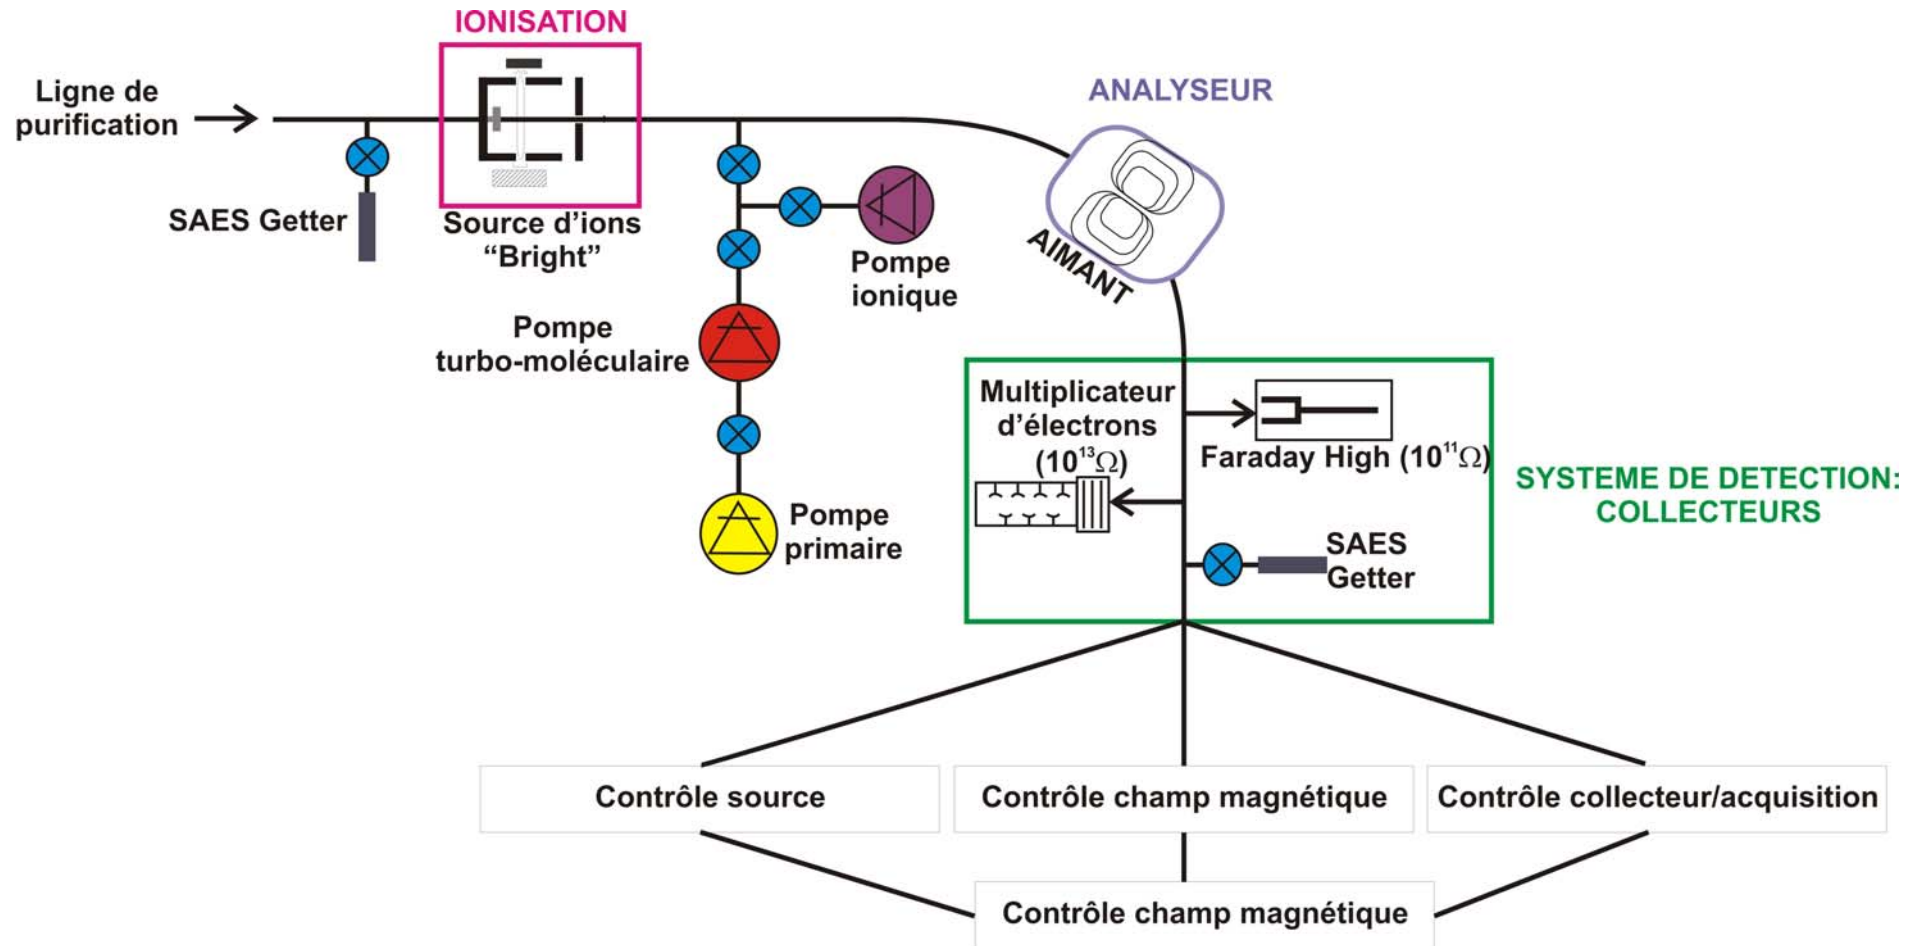 IONISATION
Ligne de
purification
SAES Getter
Source d'ions
“Bright”
ANALYSEUR
AIMANT
Pompe
ionique
Pompe
turbo-moléculaire
Pompe
primaire
Multiplicateur
d'électrons
(10¹³Ω)
Faraday High (10¹¹Ω)
SAES
Getter
SYSTEME DE DETECTION:
COLLECTEURS
Contrôle source
Contrôle champ magnétique
Contrôle collecteur/acquisition
Contrôle champ magnétique